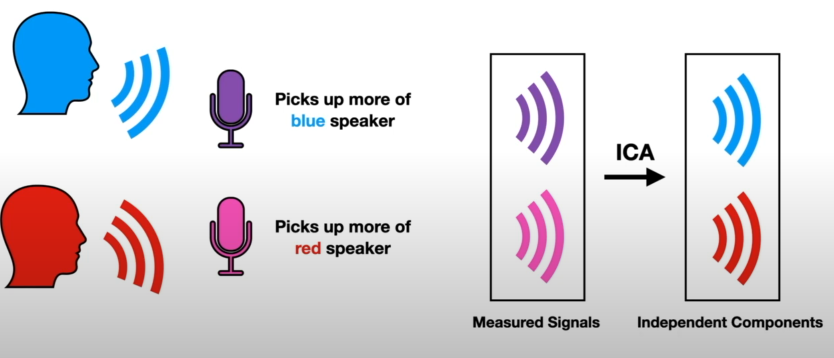 Picks up more of
blue speaker
Picks up more of
red speaker
ICA
Measured Signals
Independent Components